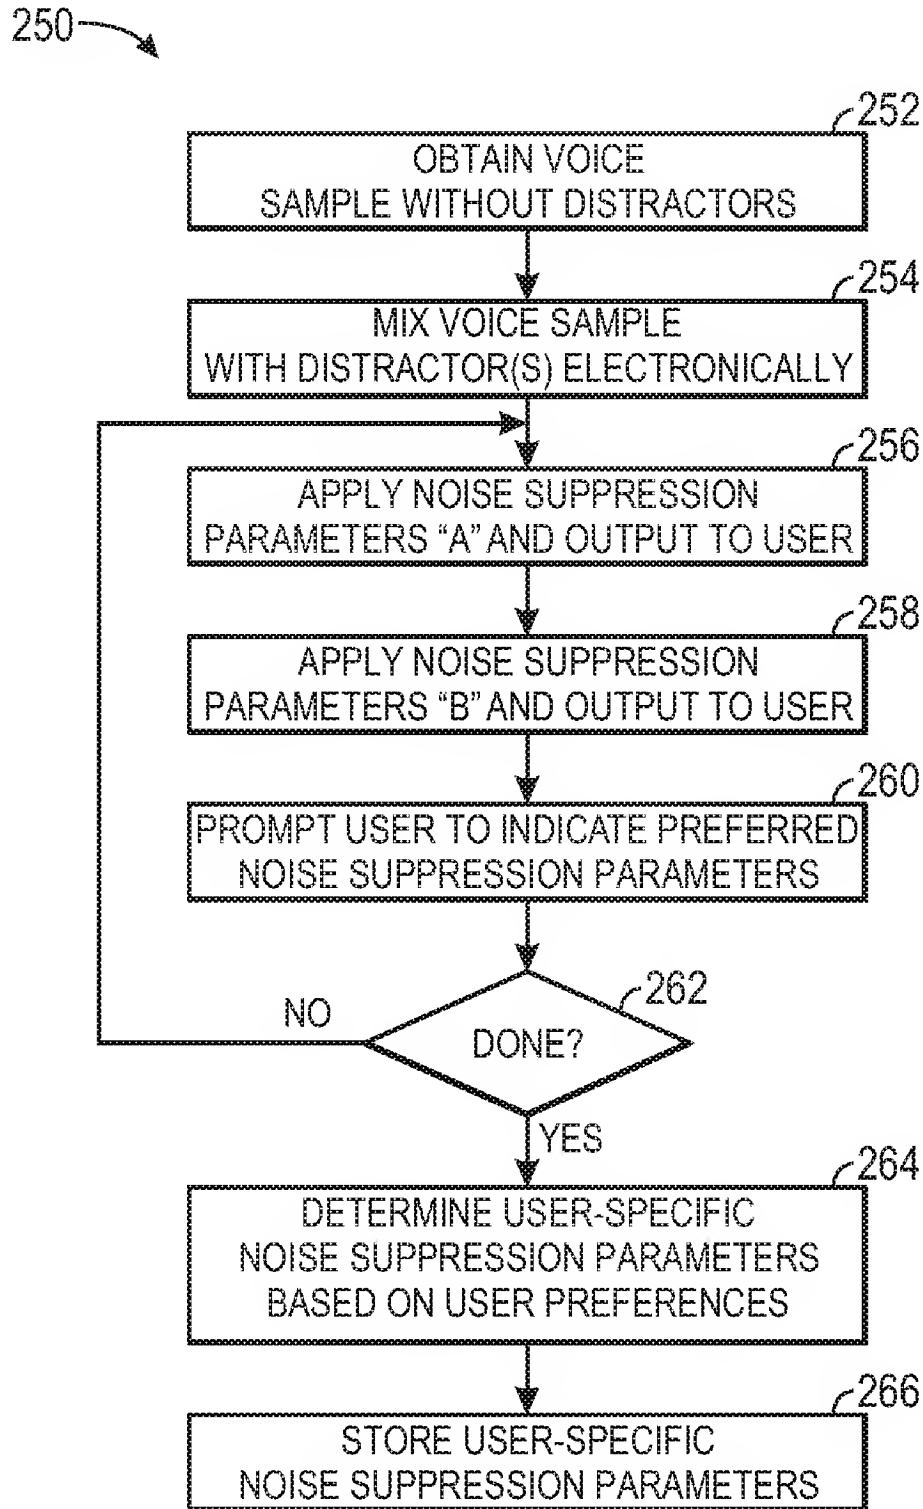 250
252
OBTAIN VOICE
SAMPLE WITHOUT DISTRACTORS
254
MIX VOICE SAMPLE
WITH DISTRACTOR(S) ELECTRONICALLY
256
APPLY NOISE SUPPRESSION
PARAMETERS “A” AND OUTPUT TO USER
258
APPLY NOISE SUPPRESSION
PARAMETERS “B” AND OUTPUT TO USER
260
PROMPT USER TO INDICATE PREFERRED
NOISE SUPPRESSION PARAMETERS
262
NO
DONE?
YES
264
DETERMINE USER-SPECIFIC
NOISE SUPPRESSION PARAMETERS
BASED ON USER PREFERENCES
266
STORE USER-SPECIFIC
NOISE SUPPRESSION PARAMETERS